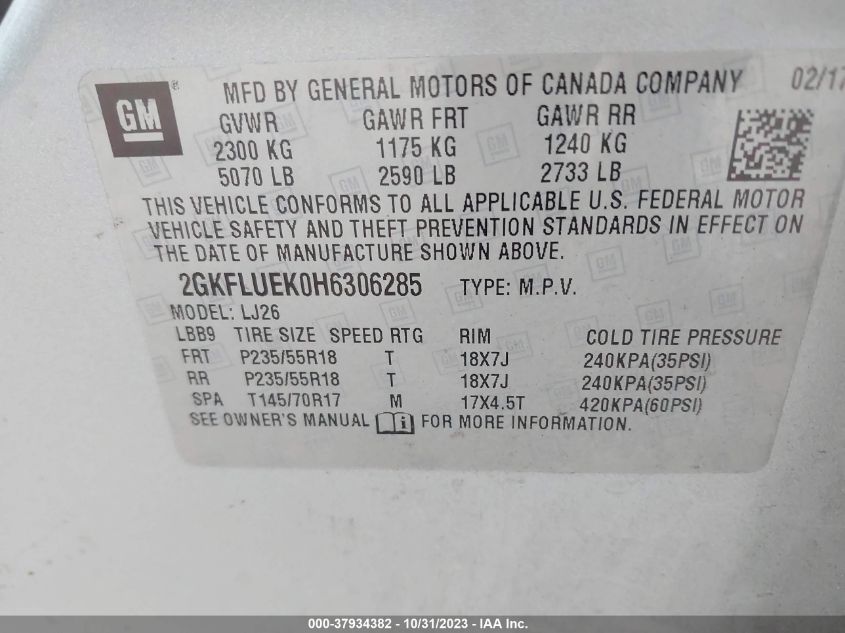 GM ® MFD BY GENERAL MOTORS OF CANADA COMPANY 02/17
GVWR GAWR FRT GAWR RR
2300 KG 1175 KG 1240 KG
5070 LB 2590 LB 2733 LB
THIS VEHICLE CONFORMS TO ALL APPLICABLE U.S. FEDERAL MOTOR
VEHICLE SAFETY AND THEFT PREVENTION STANDARDS IN EFFECT ON
THE DATE OF MANUFACTURE SHOWN ABOVE.
2GKFLUEK0H6306285 TYPE: M.P.V.
MODEL: LJ26
LBB9 TIRE SIZE SPEED RTG RIM COLD TIRE PRESSURE
FRT P235/55R18 T 18X7J 240KPA(35PSI)
RR P235/55R18 T 18X7J 240KPA(35PSI)
SPA T145/70R17 M 17X4.5T 420KPA(60PSI)
SEE OWNER'S MANUAL i FOR MORE INFORMATION.
000-37934382 - 10/31/2023 - IAA Inc.